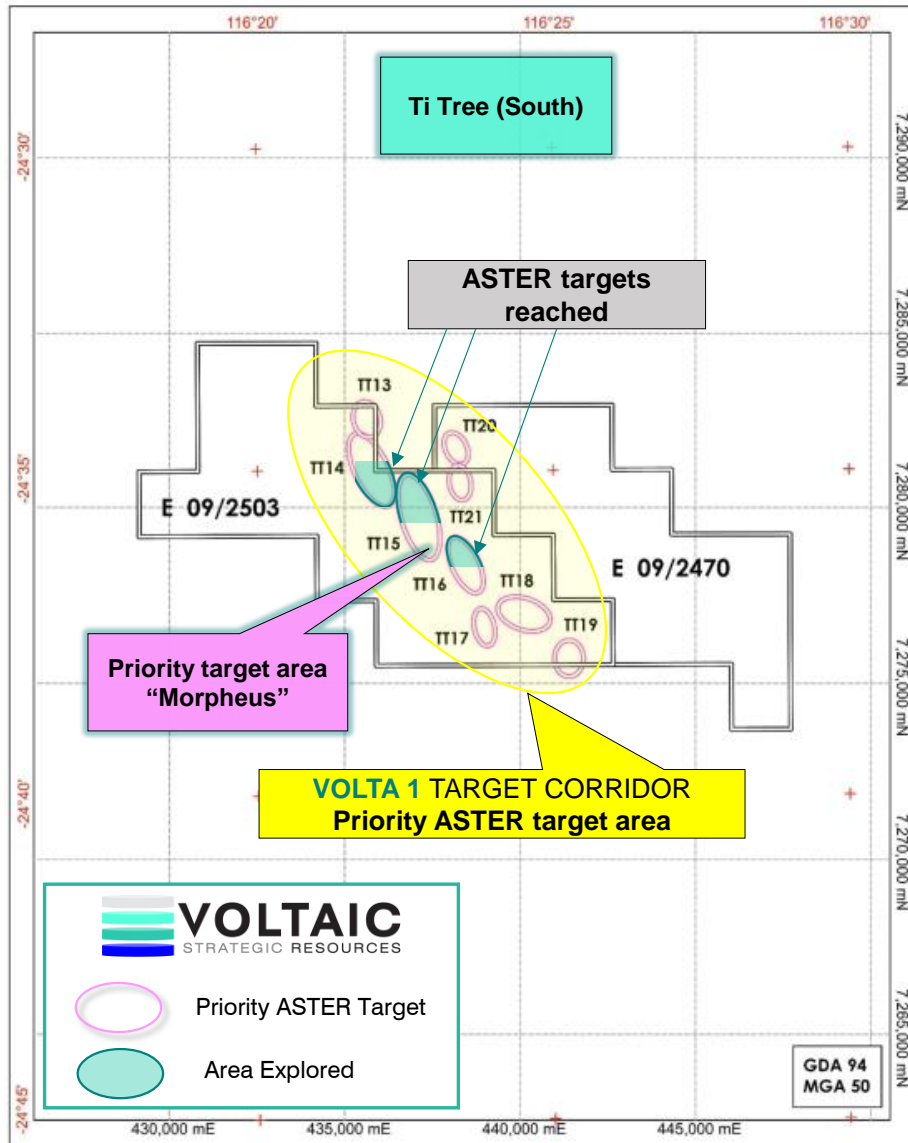 116°20'
116°25'
116°30'
Ti Tree (South)
-24°30'
7,290,000 mN
ASTER targets
reached
7,285,000 mN
TT13
TT20
TT14
-24°35'
E 09/2503
TT21
7,280,000 mN
TT15
E 09/2470
TT16
TT18
TT17
TT19
Priority target area
“Morpheus”
7,275,000 mN
VOLTA 1 TARGET CORRIDOR
Priority ASTER target area
-24°40'
7,270,000 mN
VOLTAIC
STRATEGIC RESOURCES
Priority ASTER Target
Area Explored
7,265,000 mN
GDA 94
MGA 50
-24°45'
430,000 mE
435,000 mE
440,000 mE
445,000 mE